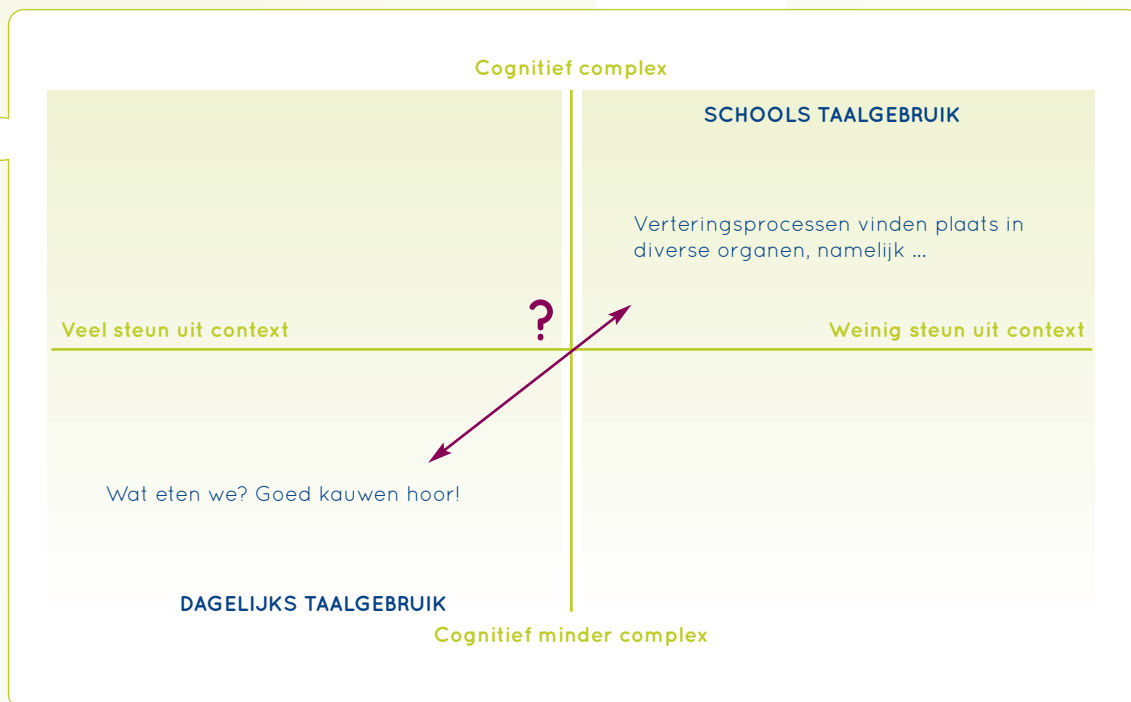 Cognitief complex
SCHOOLS TAALGEBRUIK
Verteringsprocessen vinden plaats in
diverse organen, namelijk ...
?
Veel steun uit context
Weinig steun uit context
Wat eten we? Goed kauwen hoor!
DAGELIJKS TAALGEBRUIK
Cognitief minder complex